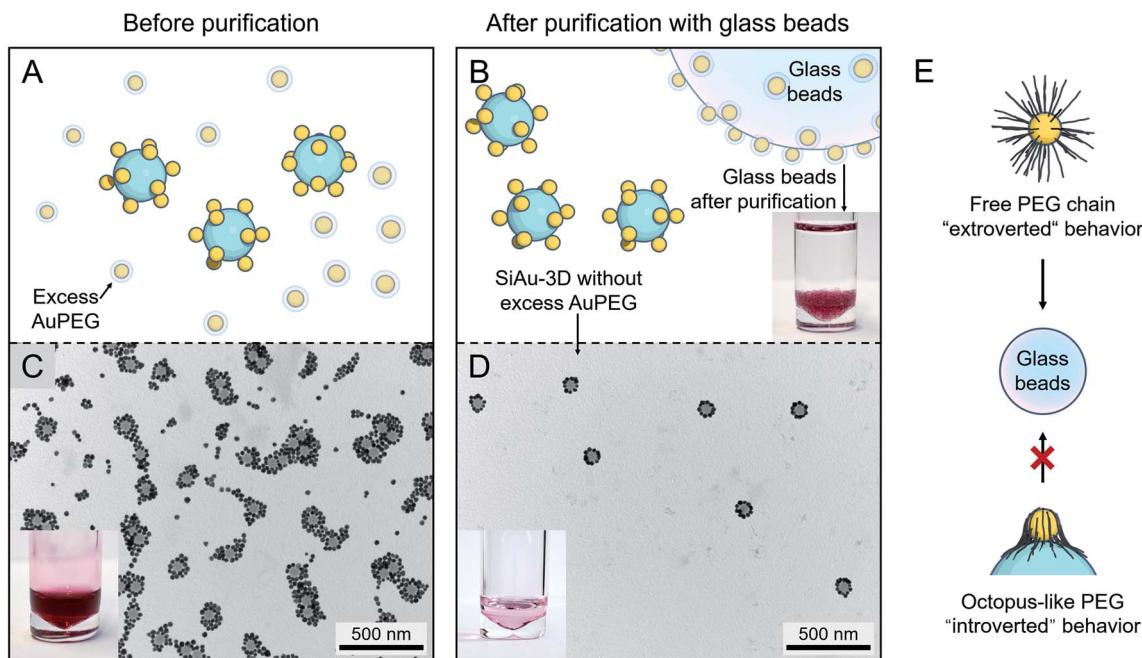 Before purification
After purification with glass beads
A
Excess
AuPEG
B
Glass
beads
Glass beads
after purification
SiAu-3D without
excess AuPEG
C
500 nm
D
500 nm
E
Free PEG chain
“extroverted“ behavior
Glass
beads
Octopus-like PEG
“introverted” behavior